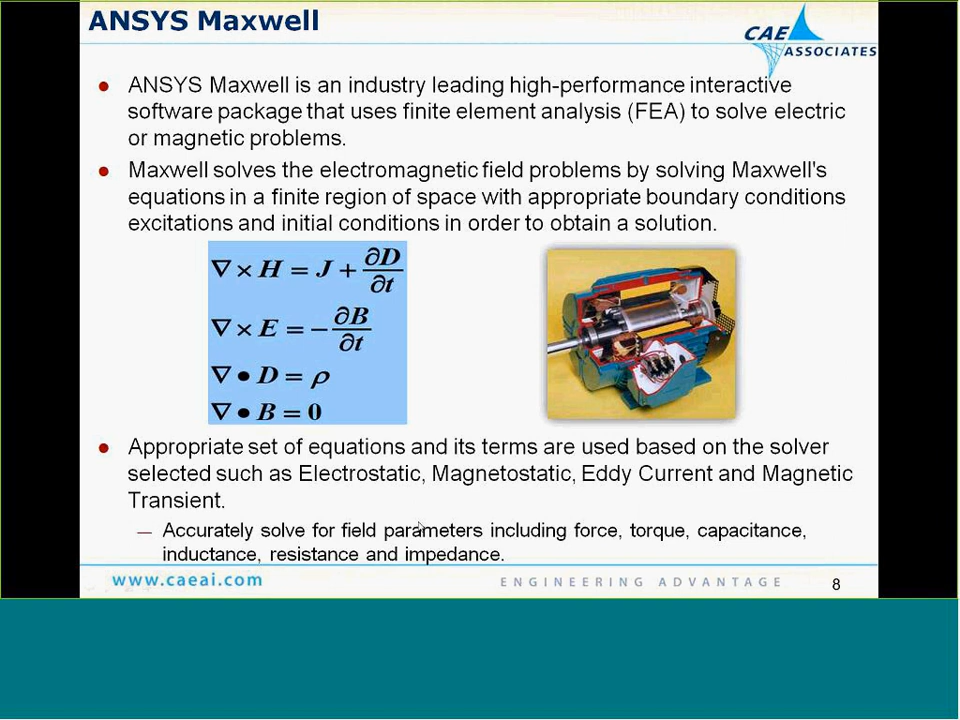 ANSYS Maxwell
CAE
ASSOCIATES
● ANSYS Maxwell is an industry leading high-performance interactive
software package that uses finite element analysis (FEA) to solve electric
or magnetic problems.
● Maxwell solves the electromagnetic field problems by solving Maxwell's
equations in a finite region of space with appropriate boundary conditions
excitations and initial conditions in order to obtain a solution.
∇ × H = J + ∂D/∂t
∇ × E = − ∂B/∂t
∇ • D = ρ
∇ • B = 0
● Appropriate set of equations and its terms are used based on the solver
selected such as Electrostatic, Magnetostatic, Eddy Current and Magnetic
Transient.
— Accurately solve for field parameters including force, torque, capacitance,
inductance, resistance and impedance.
www.caeai.com
ENGINEERING ADVANTAGE
8